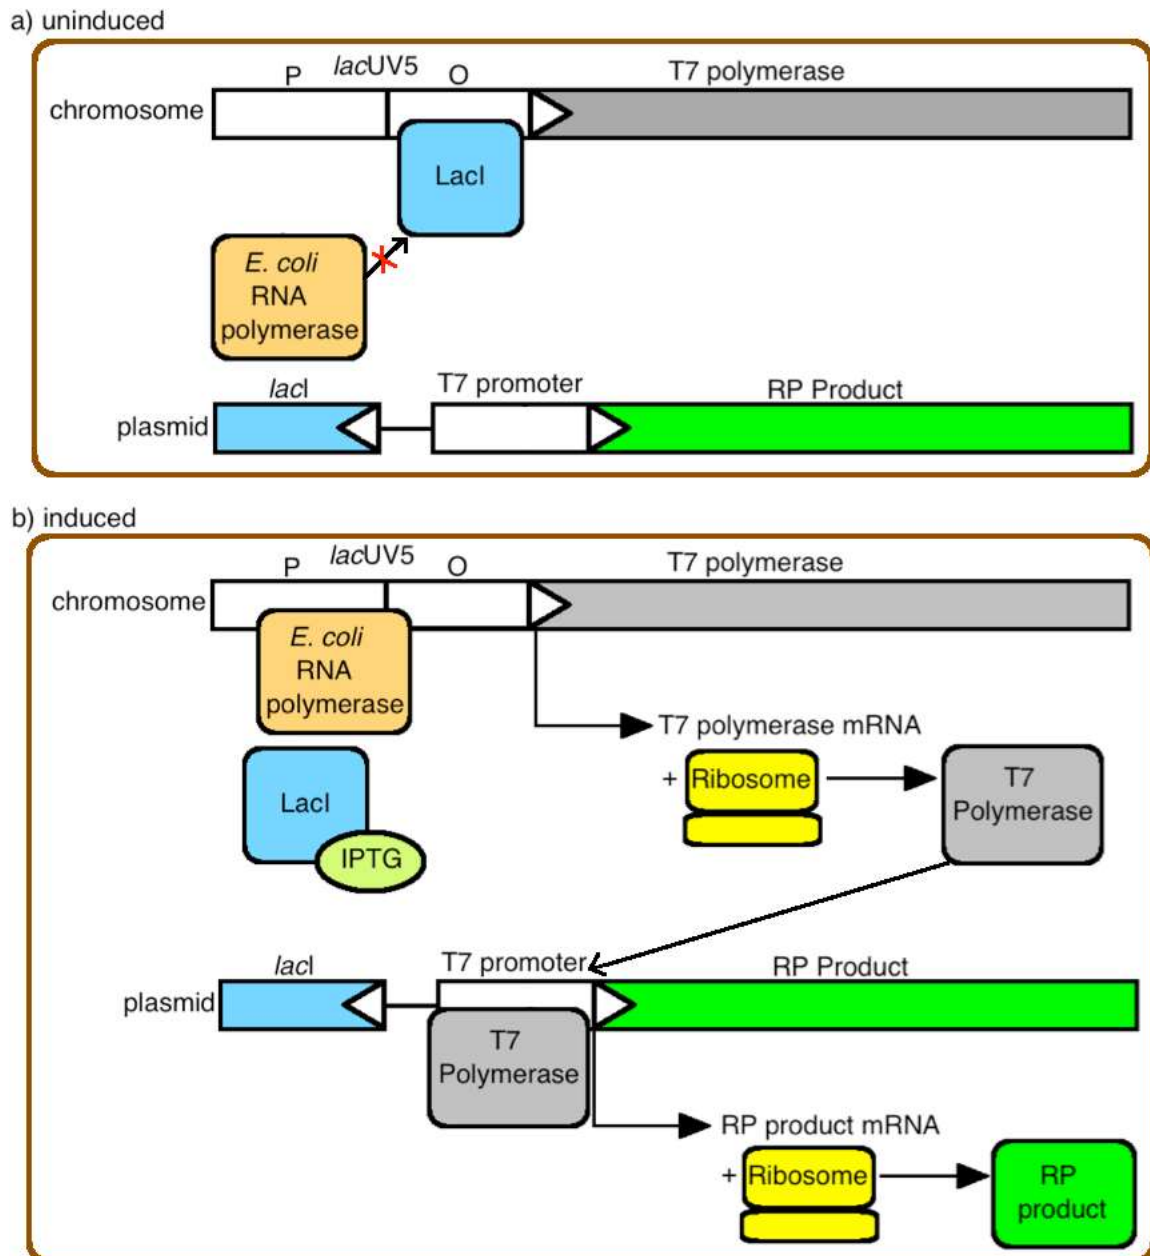 a) uninduced
P lacUV5 O T7 polymerase
chromosome
LacI
E. coli
RNA
polymerase
lacI T7 promoter RP Product
plasmid
b) induced
P lacUV5 O T7 polymerase
chromosome
E. coli
RNA
polymerase
T7 polymerase mRNA
+ Ribosome
T7
Polymerase
LacI
IPTG
lacI T7 promoter RP Product
plasmid
T7
Polymerase
RP product mRNA
+ Ribosome
RP
product